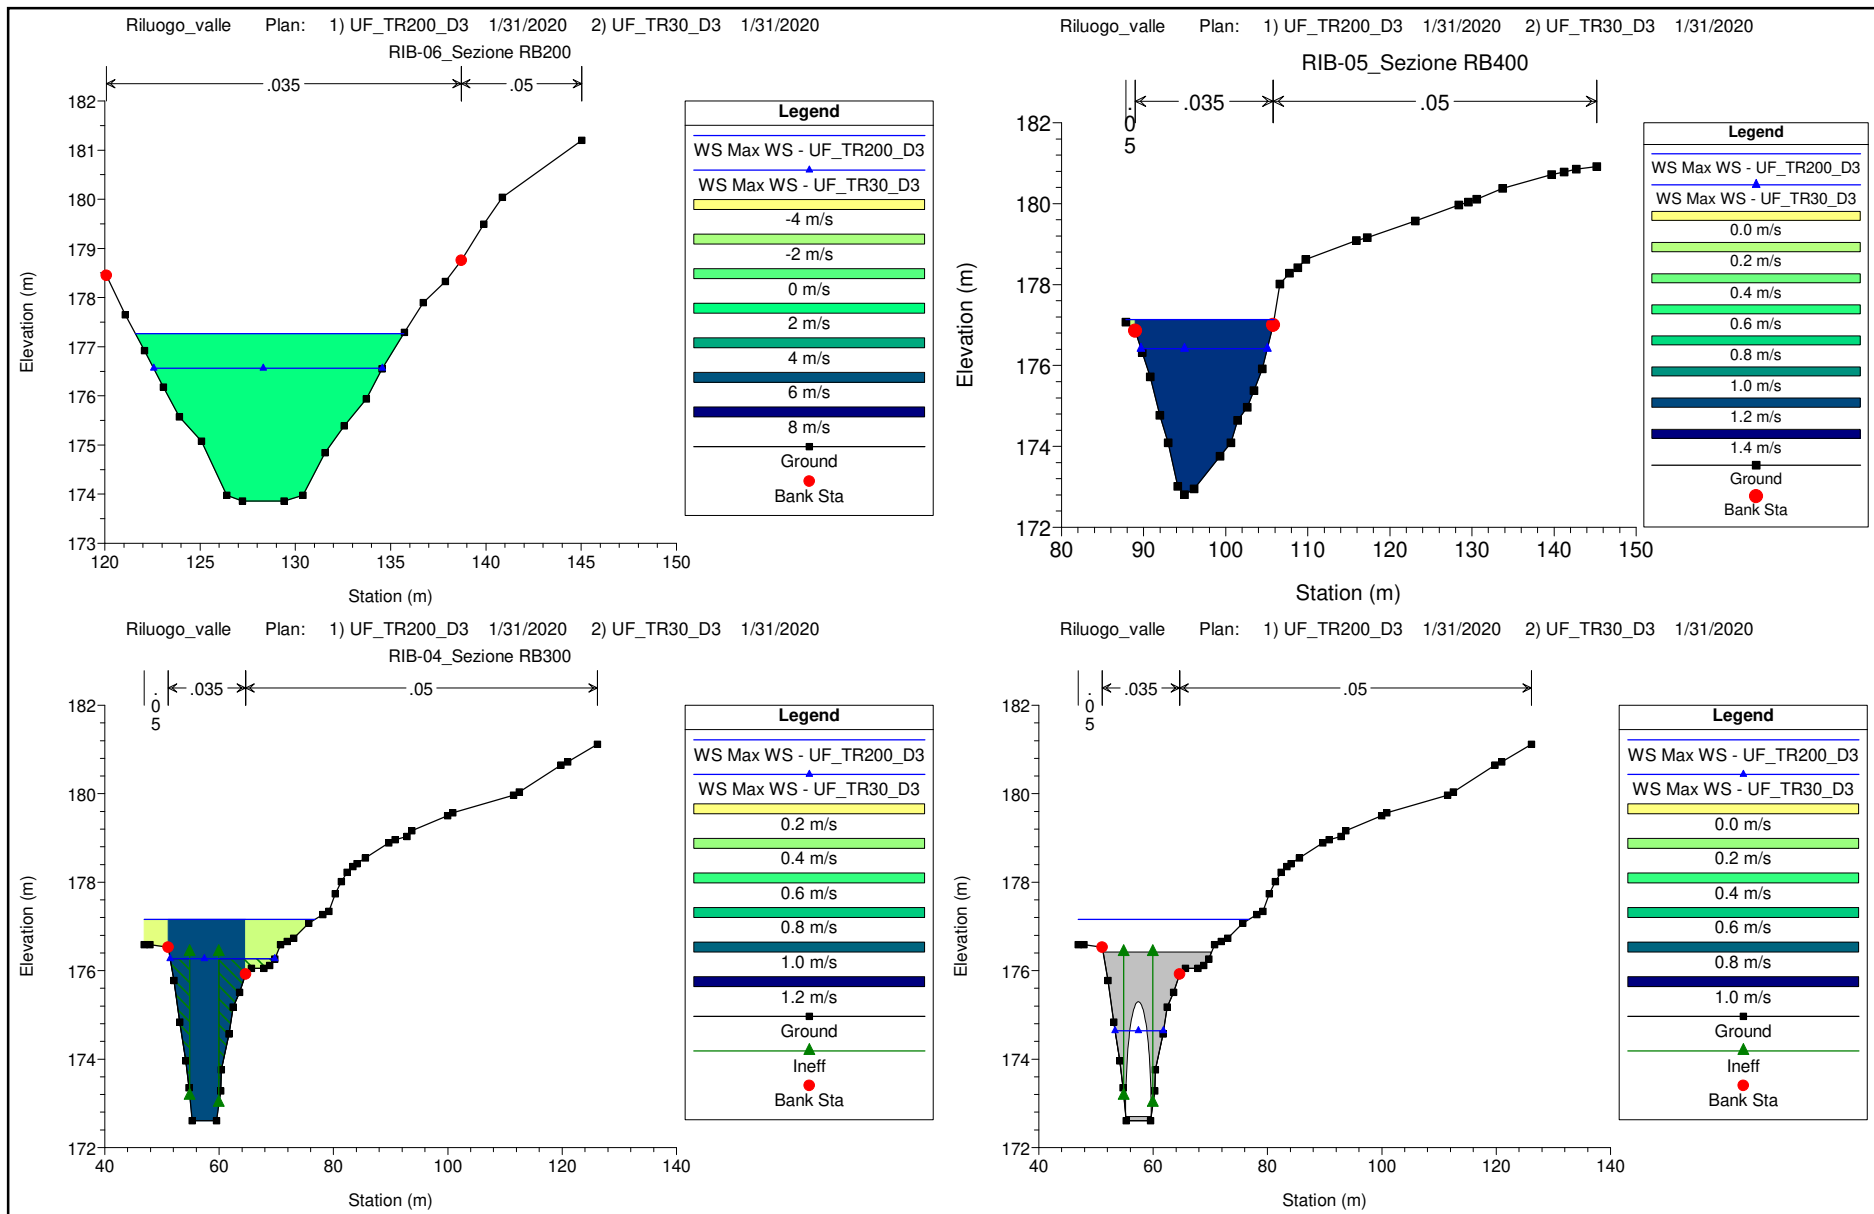 Riluogo_valle Plan: 1) UF_TR200_D3 1/31/2020 2) UF_TR30_D3 1/31/2020
RIB-06_Sezione RB200
.035 .05
182
181
180
179
178
177
176
175
174
173
120 125 130 135 140 145 150
Station (m)
Elevation (m)
Legend
WS Max WS - UF_TR200_D3
WS Max WS - UF_TR30_D3
-4 m/s
-2 m/s
0 m/s
2 m/s
4 m/s
6 m/s
8 m/s
Ground
Bank Sta
Riluogo_valle Plan: 1) UF_TR200_D3 1/31/2020 2) UF_TR30_D3 1/31/2020
RIB-05_Sezione RB400
.05 .035 .05
182
180
178
176
174
172
80 90 100 110 120 130 140 150
Station (m)
Elevation (m)
Legend
WS Max WS - UF_TR200_D3
WS Max WS - UF_TR30_D3
0.0 m/s
0.2 m/s
0.4 m/s
0.6 m/s
0.8 m/s
1.0 m/s
1.2 m/s
1.4 m/s
Ground
Bank Sta
Riluogo_valle Plan: 1) UF_TR200_D3 1/31/2020 2) UF_TR30_D3 1/31/2020
RIB-04_Sezione RB300
.05 .035 .05
182
180
178
176
174
172
40 60 80 100 120 140
Station (m)
Elevation (m)
Legend
WS Max WS - UF_TR200_D3
WS Max WS - UF_TR30_D3
0.2 m/s
0.4 m/s
0.6 m/s
0.8 m/s
1.0 m/s
1.2 m/s
Ground
Ineff
Bank Sta
Riluogo_valle Plan: 1) UF_TR200_D3 1/31/2020 2) UF_TR30_D3 1/31/2020
.05 .035 .05
182
180
178
176
174
172
40 60 80 100 120 140
Station (m)
Elevation (m)
Legend
WS Max WS - UF_TR200_D3
WS Max WS - UF_TR30_D3
0.0 m/s
0.2 m/s
0.4 m/s
0.6 m/s
0.8 m/s
1.0 m/s
Ground
Ineff
Bank Sta